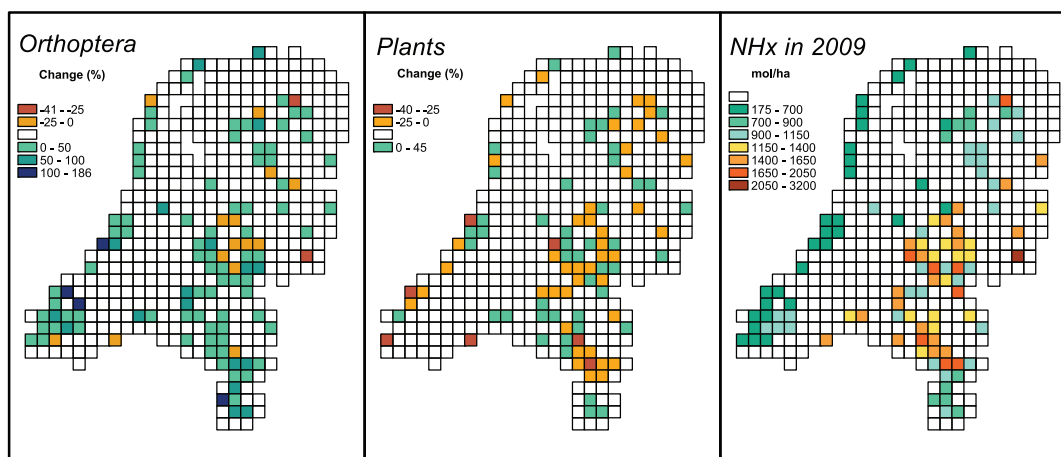 Orthoptera
Change (%)
-41 - -25
-25 - 0
0 - 50
50 - 100
100 - 186
Plants
Change (%)
-40 - -25
-25 - 0
0 - 45
NHx in 2009
mol/ha
175 - 700
700 - 900
900 - 1150
1150 - 1400
1400 - 1650
1650 - 2050
2050 - 3200